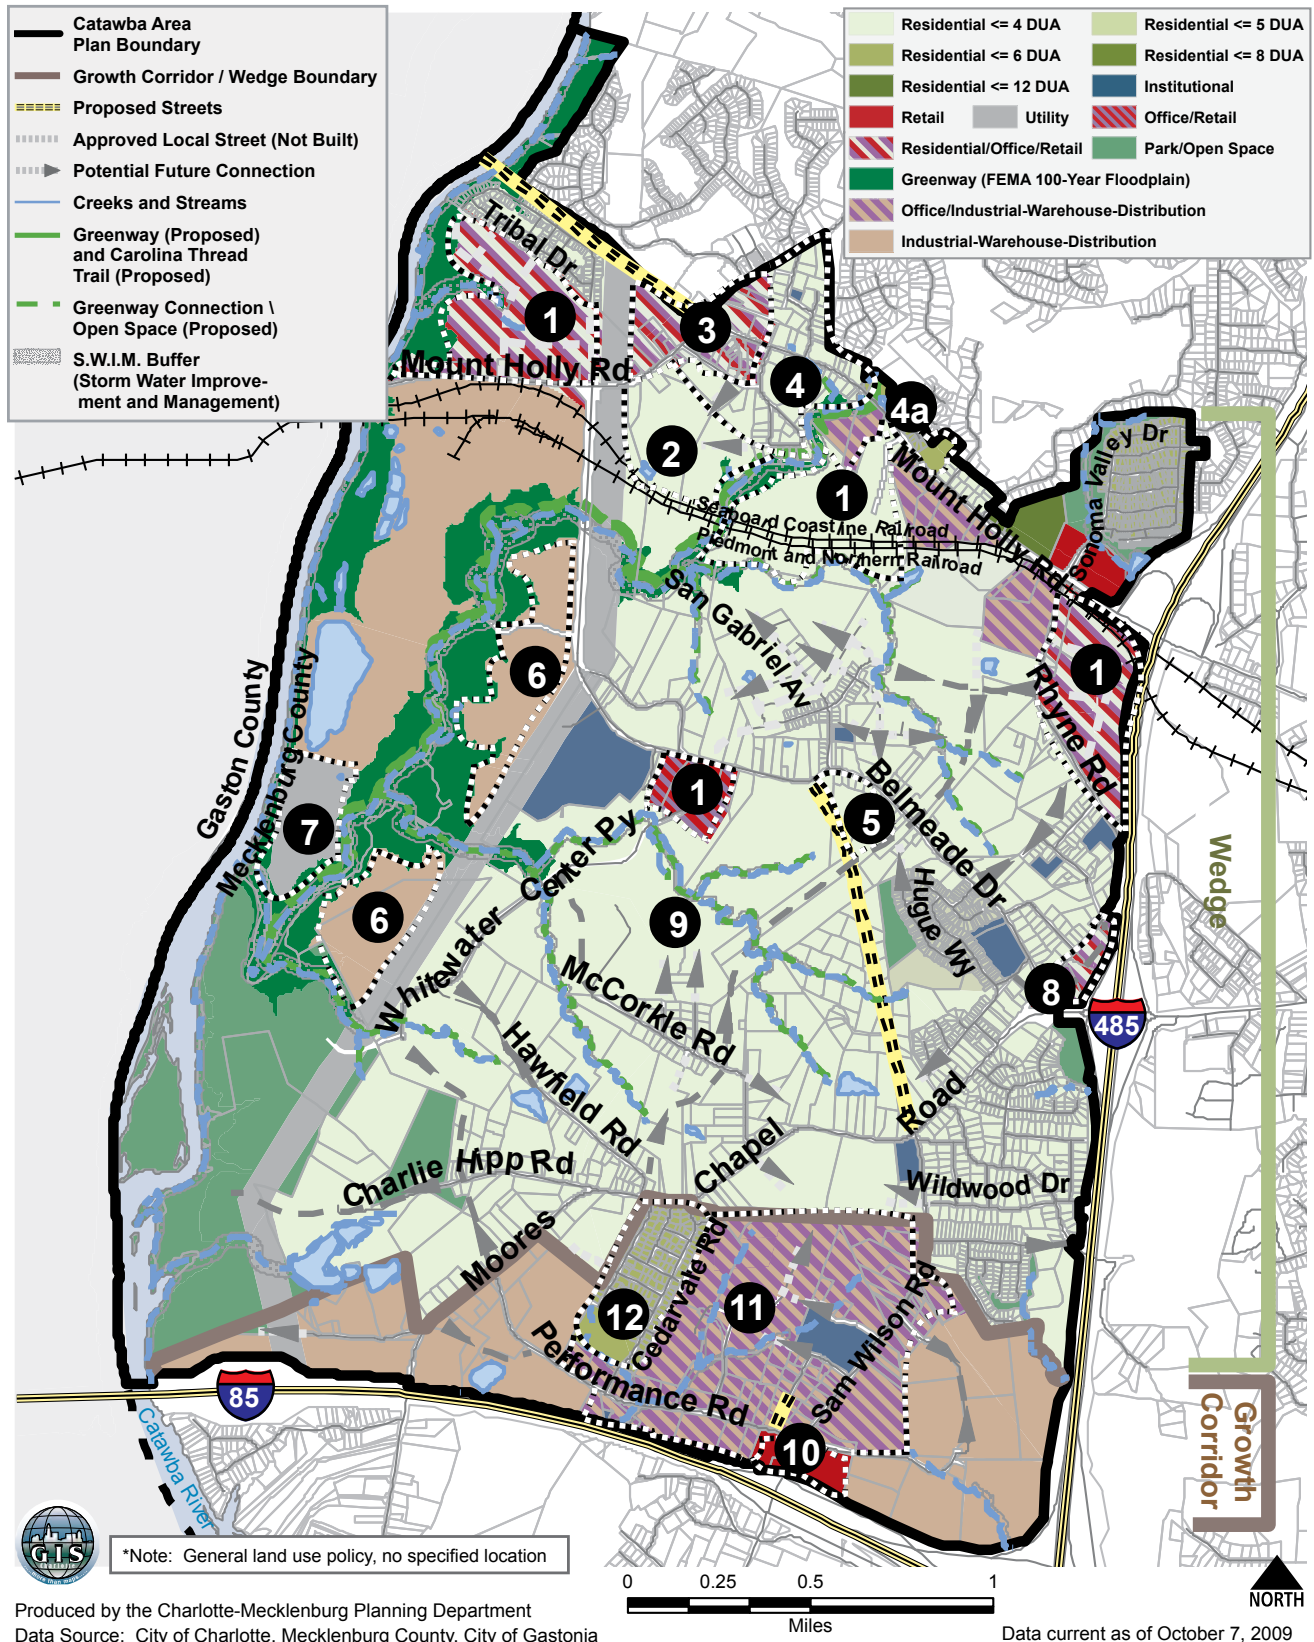 Catawba Area
Plan Boundary
Growth Corridor / Wedge Boundary
Proposed Streets
Approved Local Street (Not Built)
Potential Future Connection
Creeks and Streams
Greenway (Proposed)
and Carolina Thread
Trail (Proposed)
Greenway Connection \
Open Space (Proposed)
S.W.I.M. Buffer
(Storm Water Improve-
ment and Management)
Residential <= 4 DUA
Residential <= 5 DUA
Residential <= 6 DUA
Residential <= 8 DUA
Residential <= 12 DUA
Institutional
Retail
Utility
Office/Retail
Residential/Office/Retail
Park/Open Space
Greenway (FEMA 100-Year Floodplain)
Office/Industrial-Warehouse-Distribution
Industrial-Warehouse-Distribution
Tribal Dr
1
3
Mount Holly Rd
4
4a
2
1
Mount Holly Rd
Sonoma Valley Dr
Seaboard Coastline Railroad
Piedmont and Northern Railroad
San Gabriel Av
6
1
Rhyne Rd
Gaston County
Mecklenburg County
7
1
5
Belmeade Dr
Wedge
Whitewater Center Py
6
9
Hugue Wy
8
485
McCorkle Rd
Hawfield Rd
Road
Chapel
Charlie Hipp Rd
Wildwood Dr
Moores
12
Cedarvale Rd
11
Sam Wilson Rd
Performance Rd
10
85
Growth
Corridor
Catawba River
GIS
more than maps
*Note: General land use policy, no specified location
0 0.25 0.5 1
Miles
NORTH
Produced by the Charlotte-Mecklenburg Planning Department
Data Source: City of Charlotte, Mecklenburg County, City of Gastonia
Data current as of October 7, 2009